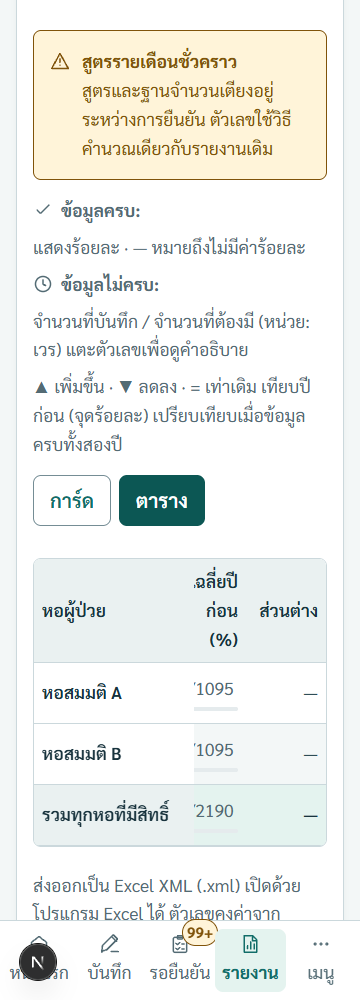 สูตรรายเดือนชั่วคราว
สูตรและฐานจำนวนเตียงอยู่
ระหว่างการยืนยัน ตัวเลขใช้วิธี
คำนวณเดียวกับรายงานเดิม
ข้อมูลครบ:
แสดงร้อยละ · — หมายถึงไม่มีค่าร้อยละ
ข้อมูลไม่ครบ:
จำนวนที่บันทึก / จำนวนที่ต้องมี (หน่วย:
เวร) แตะตัวเลขเพื่อดูคำอธิบาย
▲ เพิ่มขึ้น · ▼ ลดลง · = เท่าเดิม เทียบปี
ก่อน (จุดร้อยละ) เปรียบเทียบเมื่อข้อมูล
ครบทั้งสองปี
การ์ด ตาราง
หอผู้ป่วย ฉลี่ยปี ก่อน (%) ส่วนต่าง
หอสมมติ A /1095 —
หอสมมติ B /1095 —
รวมทุกหอที่มีสิทธิ์ /2190 —
ส่งออกเป็น Excel XML (.xml) เปิดด้วย
โปรแกรม Excel ได้ ตัวเลขคงค่าจาก
99+
N บันทึก รอยืนยัน รายงาน เมนู